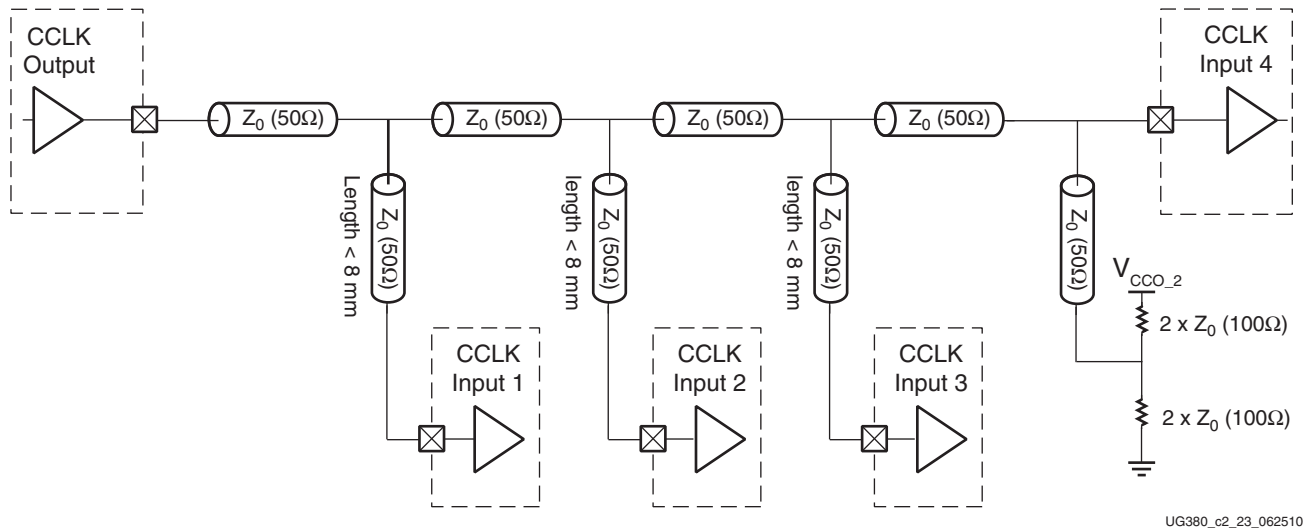 CCLK
Output
CCLK
Input 4
Z0 (50Ω)
Z0 (50Ω)
Z0 (50Ω)
Z0 (50Ω)
Length < 8 mm
Z0 (50Ω)
length < 8 mm
Z0 (50Ω)
length < 8 mm
Z0 (50Ω)
Z0 (50Ω)
VCCO_2
2 x Z0 (100Ω)
2 x Z0 (100Ω)
CCLK
Input 1
CCLK
Input 2
CCLK
Input 3
UG380_c2_23_062510